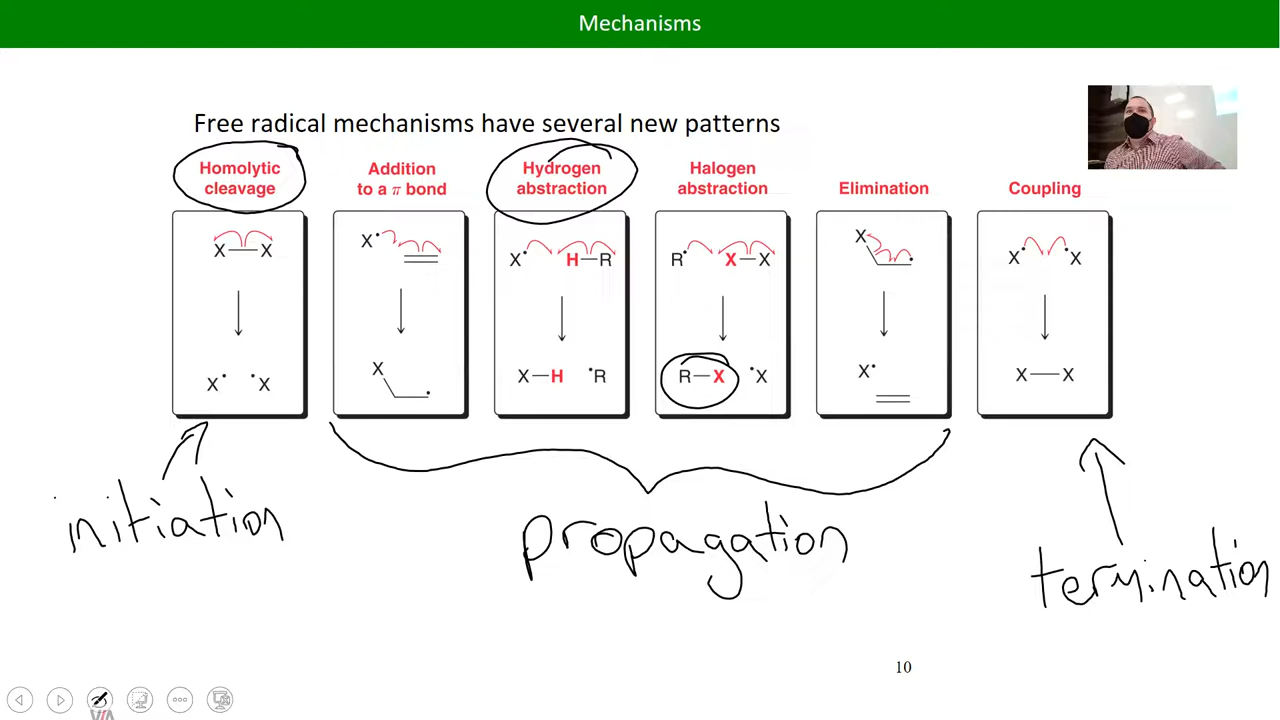 Mechanisms
Free radical mechanisms have several new patterns
Homolytic
cleavage
Addition
to a π bond
Hydrogen
abstraction
Halogen
abstraction
Elimination
Coupling
X—X
X•
X• H—R
R• X—X
X •
X• •X
X• •X
X •
X—H •R
R—X •X
X•
X—X
initiation
propagation
termination
10
VIA